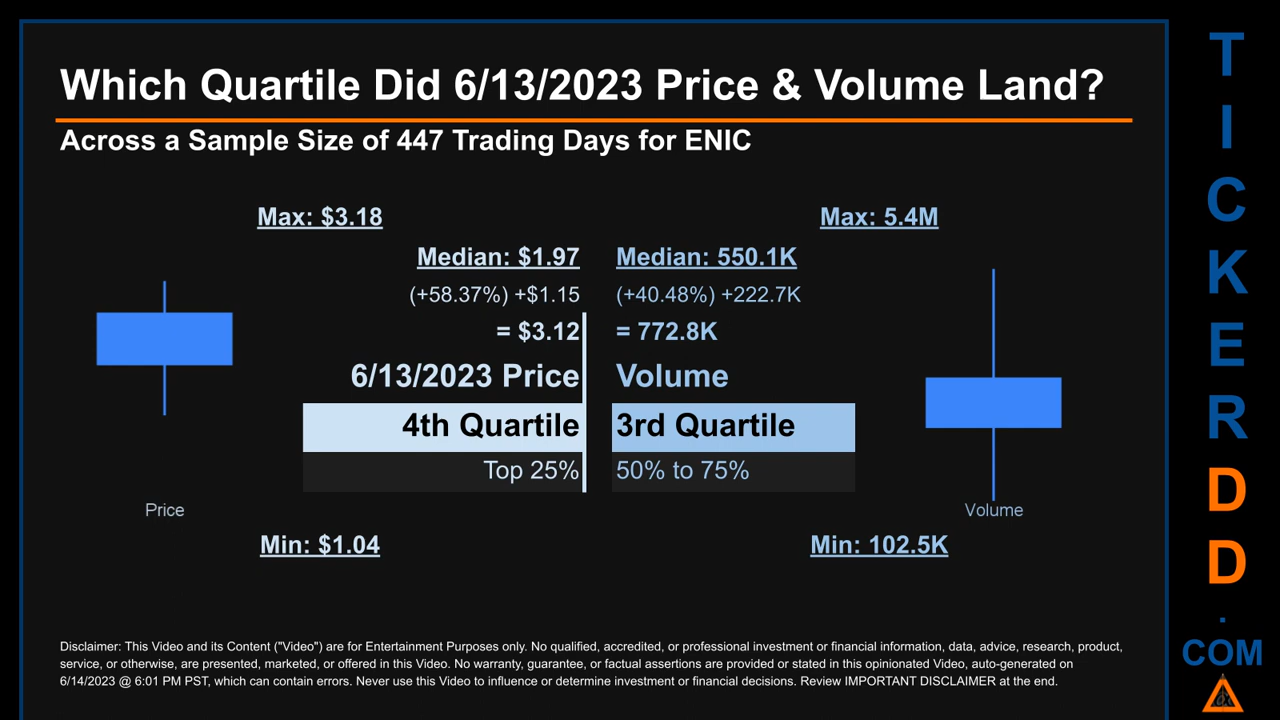 Which Quartile Did 6/13/2023 Price & Volume Land?
Across a Sample Size of 447 Trading Days for ENIC
Max: $3.18
Max: 5.4M
Median: $1.97
Median: 550.1K
(+58.37%) +$1.15
(+40.48%) +222.7K
= $3.12
= 772.8K
6/13/2023 Price
Volume
4th Quartile
3rd Quartile
Top 25%
50% to 75%
Price
Volume
Min: $1.04
Min: 102.5K
Disclaimer: This Video and its Content ("Video") are for Entertainment Purposes only. No qualified, accredited, or professional investment or financial information, data, advice, research, product,
service, or otherwise, are presented, marketed, or offered in this Video. No warranty, guarantee, or factual assertions are provided or stated in this opinionated Video, auto-generated on
6/14/2023 @ 6:01 PM PST, which can contain errors. Never use this Video to influence or determine investment or financial decisions. Review IMPORTANT DISCLAIMER at the end.
T
I
C
K
E
R
D
D
.
COM